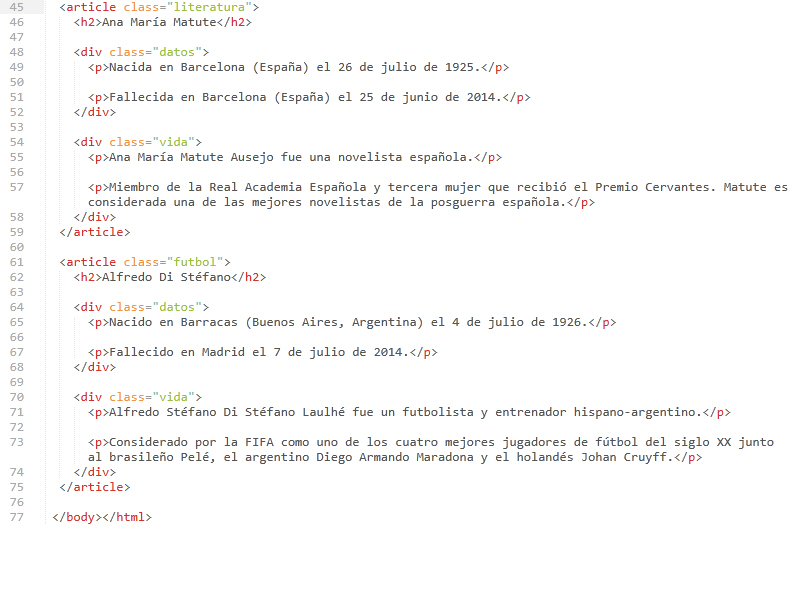 45 <article class="literatura">
46 <h2>Ana María Matute</h2>
47
48 <div class="datos">
49 <p>Nacida en Barcelona (España) el 26 de julio de 1925.</p>
50
51 <p>Fallecida en Barcelona (España) el 25 de junio de 2014.</p>
52 </div>
53
54 <div class="vida">
55 <p>Ana María Matute Ausejo fue una novelista española.</p>
56
57 <p>Miembro de la Real Academia Española y tercera mujer que recibió el Premio Cervantes. Matute es
considerada una de las mejores novelistas de la posguerra española.</p>
58 </div>
59 </article>
60
61 <article class="futbol">
62 <h2>Alfredo Di Stéfano</h2>
63
64 <div class="datos">
65 <p>Nacido en Barracas (Buenos Aires, Argentina) el 4 de julio de 1926.</p>
66
67 <p>Fallecido en Madrid el 7 de julio de 2014.</p>
68 </div>
69
70 <div class="vida">
71 <p>Alfredo Stéfano Di Stéfano Laulhé fue un futbolista y entrenador hispano-argentino.</p>
72
73 <p>Considerado por la FIFA como uno de los cuatro mejores jugadores de fútbol del siglo XX junto
al brasileño Pelé, el argentino Diego Armando Maradona y el holandés Johan Cruyff.</p>
74 </div>
75 </article>
76
77 </body></html>